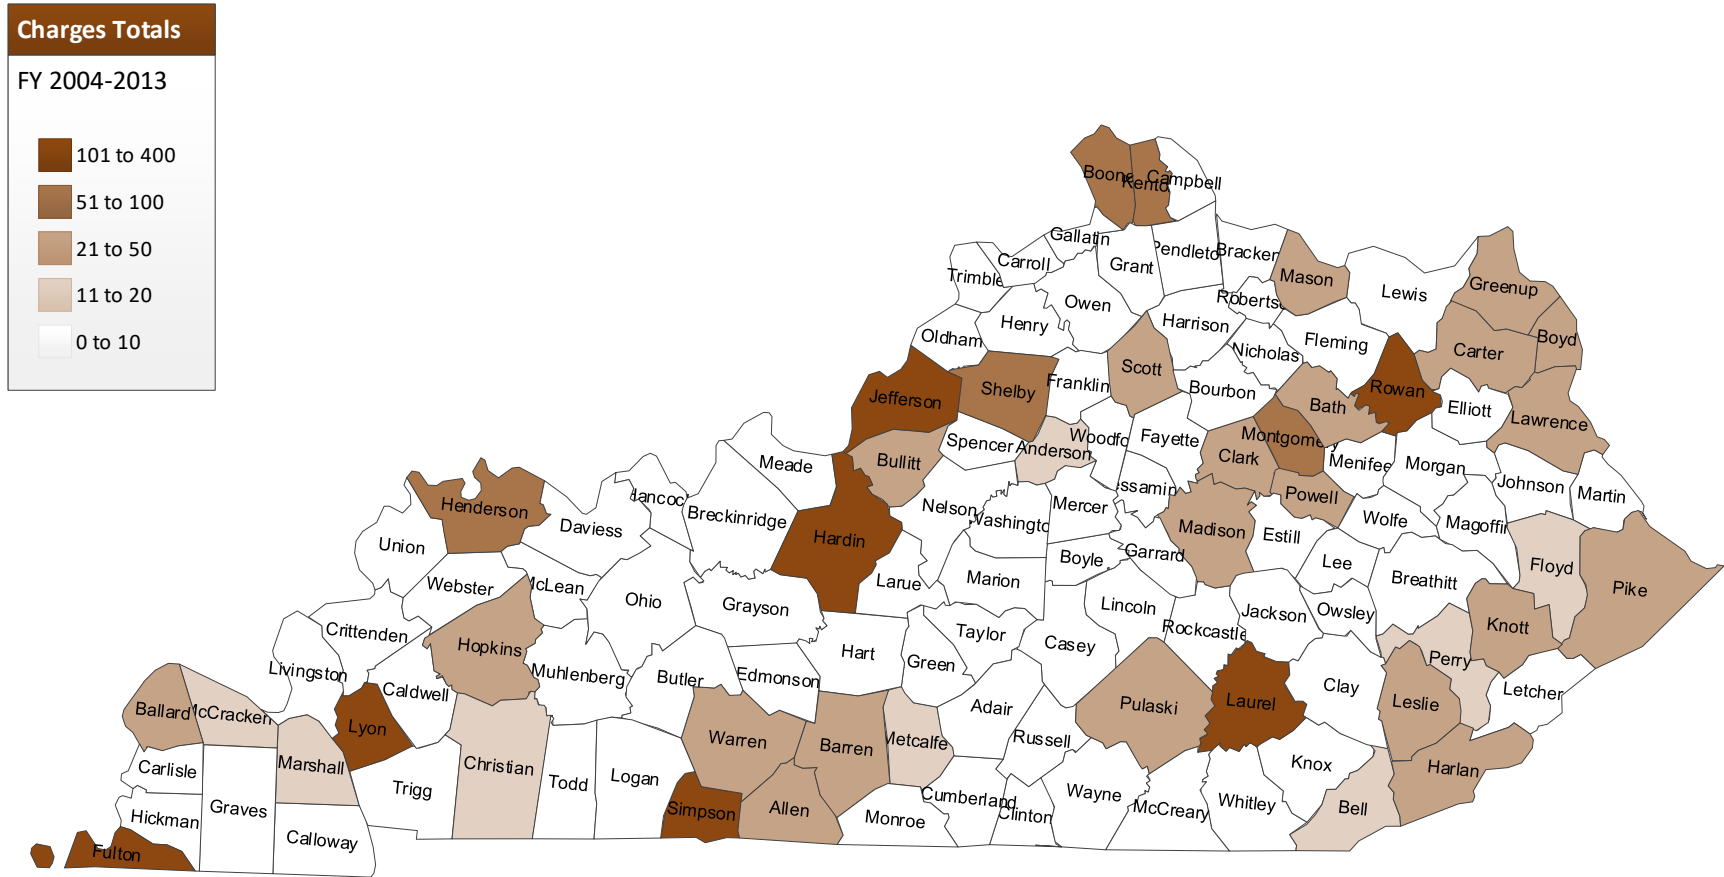 Charges Totals
FY 2004-2013
101 to 400
51 to 100
21 to 50
11 to 20
0 to 10
Boone
Kento
Campbell
Gallatin
Carroll
Trimble
Grant
Pendleto
Bracken
Mason
Lewis
Greenup
Owen
Robertso
Henry
Harrison
Oldham
Fleming
Boyd
Carter
Nicholas
Scott
Shelby
Franklin
Bourbon
Rowan
Jefferson
Bath
Elliott
Lawrence
Spencer
Anderson
Woodfo
Fayette
Montgome
Clark
Menifee
Morgan
Bullitt
Meade
Johnson
Martin
Powell
Hancoc
Henderson
Daviess
Breckinridge
Nelson
Washingto
Mercer
essamin
Madison
Estill
Wolfe
Magoffi
Hardin
Union
Boyle
Garrard
Lee
Floyd
Pike
Webster
McLean
Larue
Marion
Breathitt
Ohio
Grayson
Lincoln
Jackson
Owsley
Crittenden
Hopkins
Taylor
Casey
Rockcastle
Knott
Hart
Green
Perry
Livingston
Caldwell
Muhlenberg
Butler
Edmonson
Clay
Letcher
Ballard
McCracken
Lyon
Adair
Pulaski
Laurel
Leslie
Warren
Barren
Metcalfe
Russell
Carlisle
Marshall
Christian
Todd
Logan
Trigg
Knox
Harlan
Hickman
Graves
Simpson
Allen
Monroe
Cumberland
Clinton
Wayne
McCreary
Whitley
Bell
Calloway
Fulton